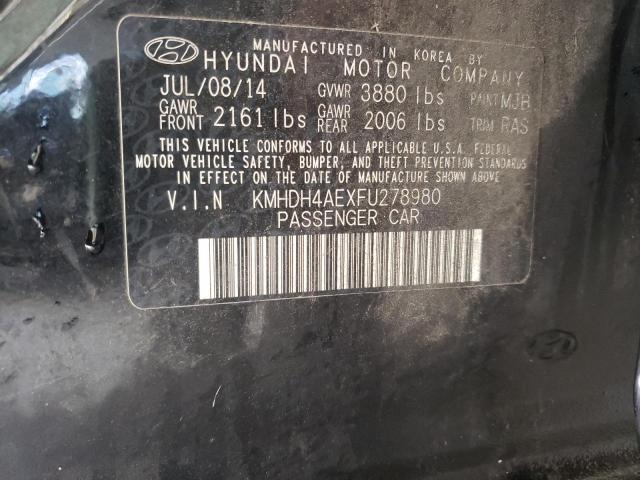 MANUFACTURED IN KOREA BY
HYUNDAI MOTOR COMPANY
JUL/08/14 GVWR 3880 lbs PAINT MJB
GAWR FRONT 2161 lbs GAWR REAR 2006 lbs TRIM RAS
THIS VEHICLE CONFORMS TO ALL APPLICABLE U.S.A. FEDERAL
MOTOR VEHICLE SAFETY, BUMPER, AND THEFT PREVENTION STANDARDS
IN EFFECT ON THE DATE OF MANUFACTURE SHOWN ABOVE.
V.I.N KMHDH4AEXFU278980
PASSENGER CAR